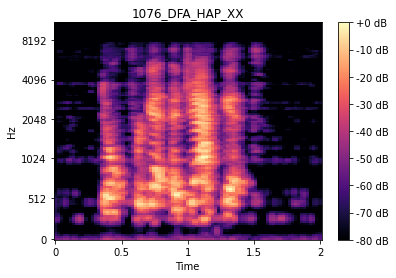 1076_DFA_HAP_XX
8192
4096
2048
1024
512
0
Hz
0
0.5
1
1.5
2
Time
+0 dB
-10 dB
-20 dB
-30 dB
-40 dB
-50 dB
-60 dB
-70 dB
-80 dB